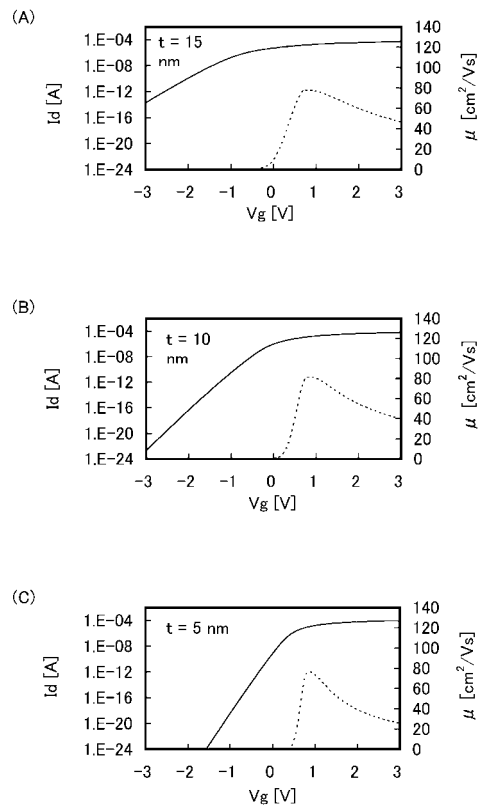 (A)
1.E-04
1.E-08
1.E-12
1.E-16
1.E-20
1.E-24
Id [A]
t = 15
nm
140
120
100
80
60
40
20
0
μ [cm²/Vs]
-3 -2 -1 0 1 2 3
Vg [V]
(B)
1.E-04
1.E-08
1.E-12
1.E-16
1.E-20
1.E-24
Id [A]
t = 10
nm
140
120
100
80
60
40
20
0
μ [cm²/Vs]
-3 -2 -1 0 1 2 3
Vg [V]
(C)
1.E-04
1.E-08
1.E-12
1.E-16
1.E-20
1.E-24
Id [A]
t = 5 nm
140
120
100
80
60
40
20
0
μ [cm²/Vs]
-3 -2 -1 0 1 2 3
Vg [V]